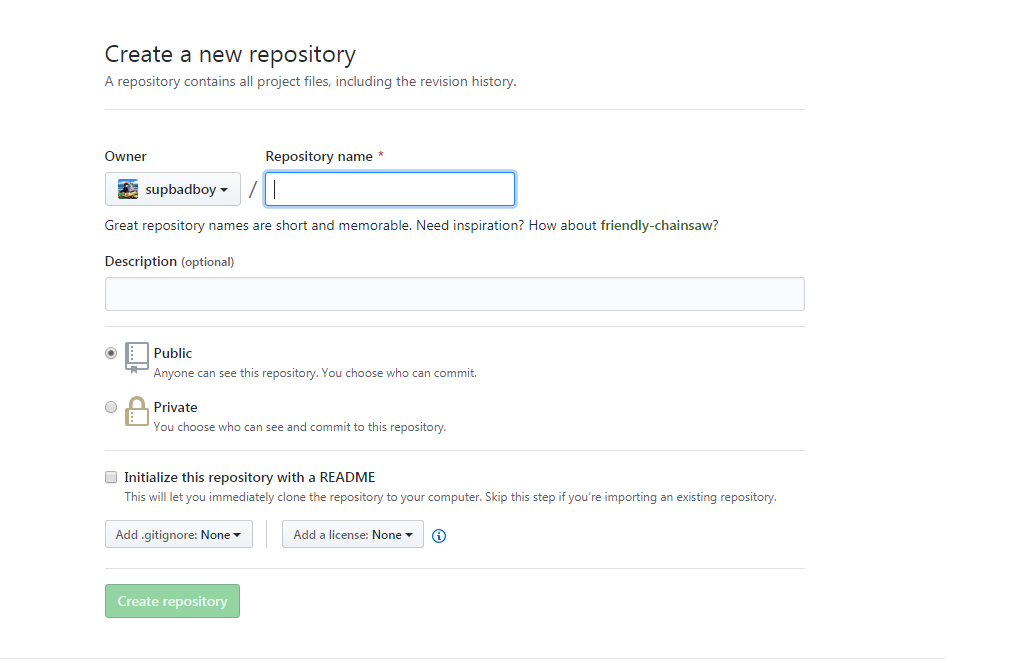 Create a new repository
A repository contains all project files, including the revision history.
Owner
Repository name *
supbadboy
/
Great repository names are short and memorable. Need inspiration? How about friendly-chainsaw?
Description (optional)
Public
Anyone can see this repository. You choose who can commit.
Private
You choose who can see and commit to this repository.
Initialize this repository with a README
This will let you immediately clone the repository to your computer. Skip this step if you're importing an existing repository.
Add .gitignore: None
Add a license: None
Create repository